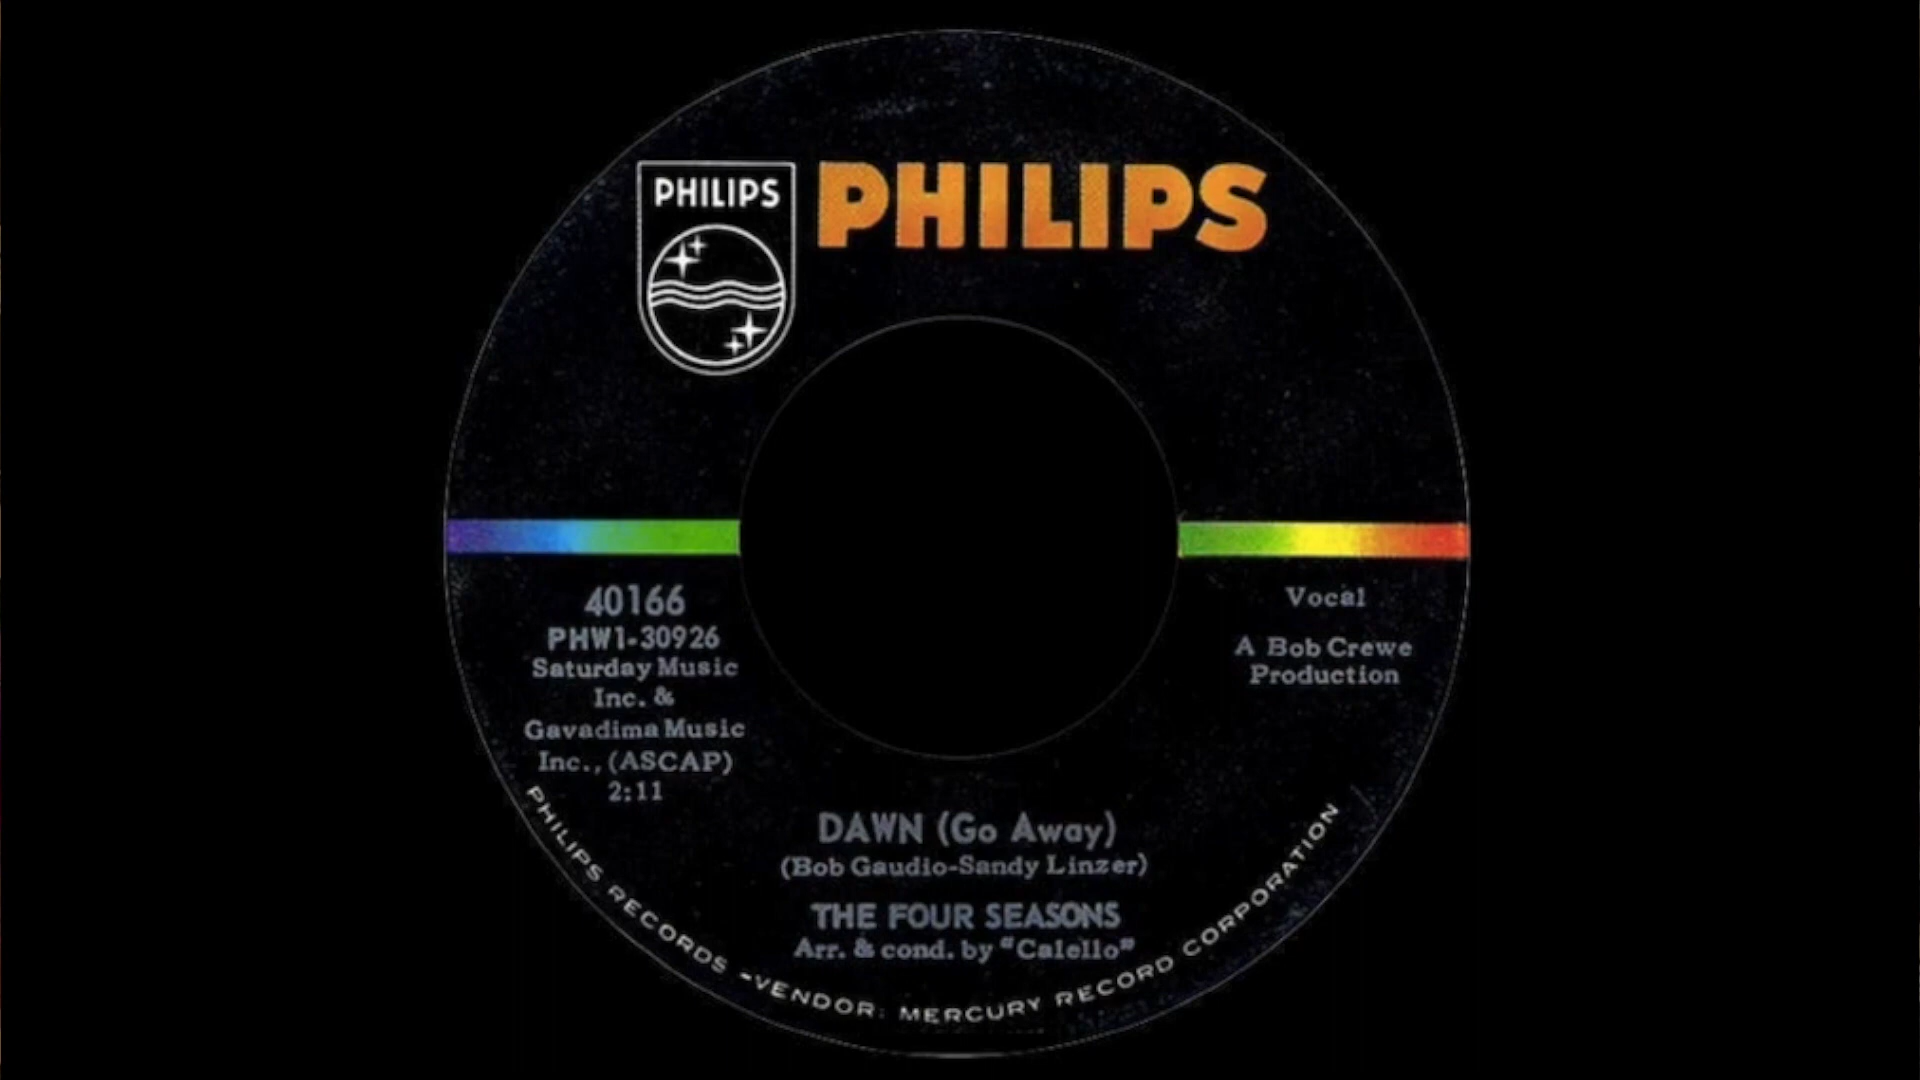 PHILIPS
PHILIPS
40166
PHW1-30926
Saturday Music
Inc. &
Gavadima Music
Inc., (ASCAP)
2:11
Vocal
A Bob Crewe
Production
DAWN (Go Away)
(Bob Gaudio-Sandy Linzer)
THE FOUR SEASONS
Arr. & cond. by "Calello"
PHILIPS RECORDS -VENDOR: MERCURY RECORD CORPORATION